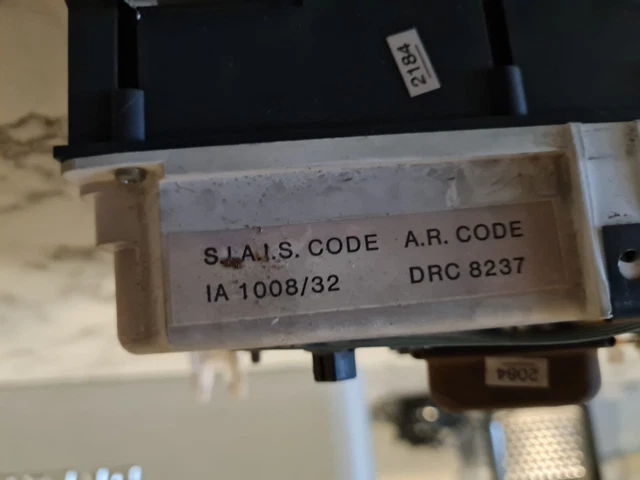 2184
S.I.A.I.S. CODE A.R. CODE
IA 1008/32 DRC 8237
2084